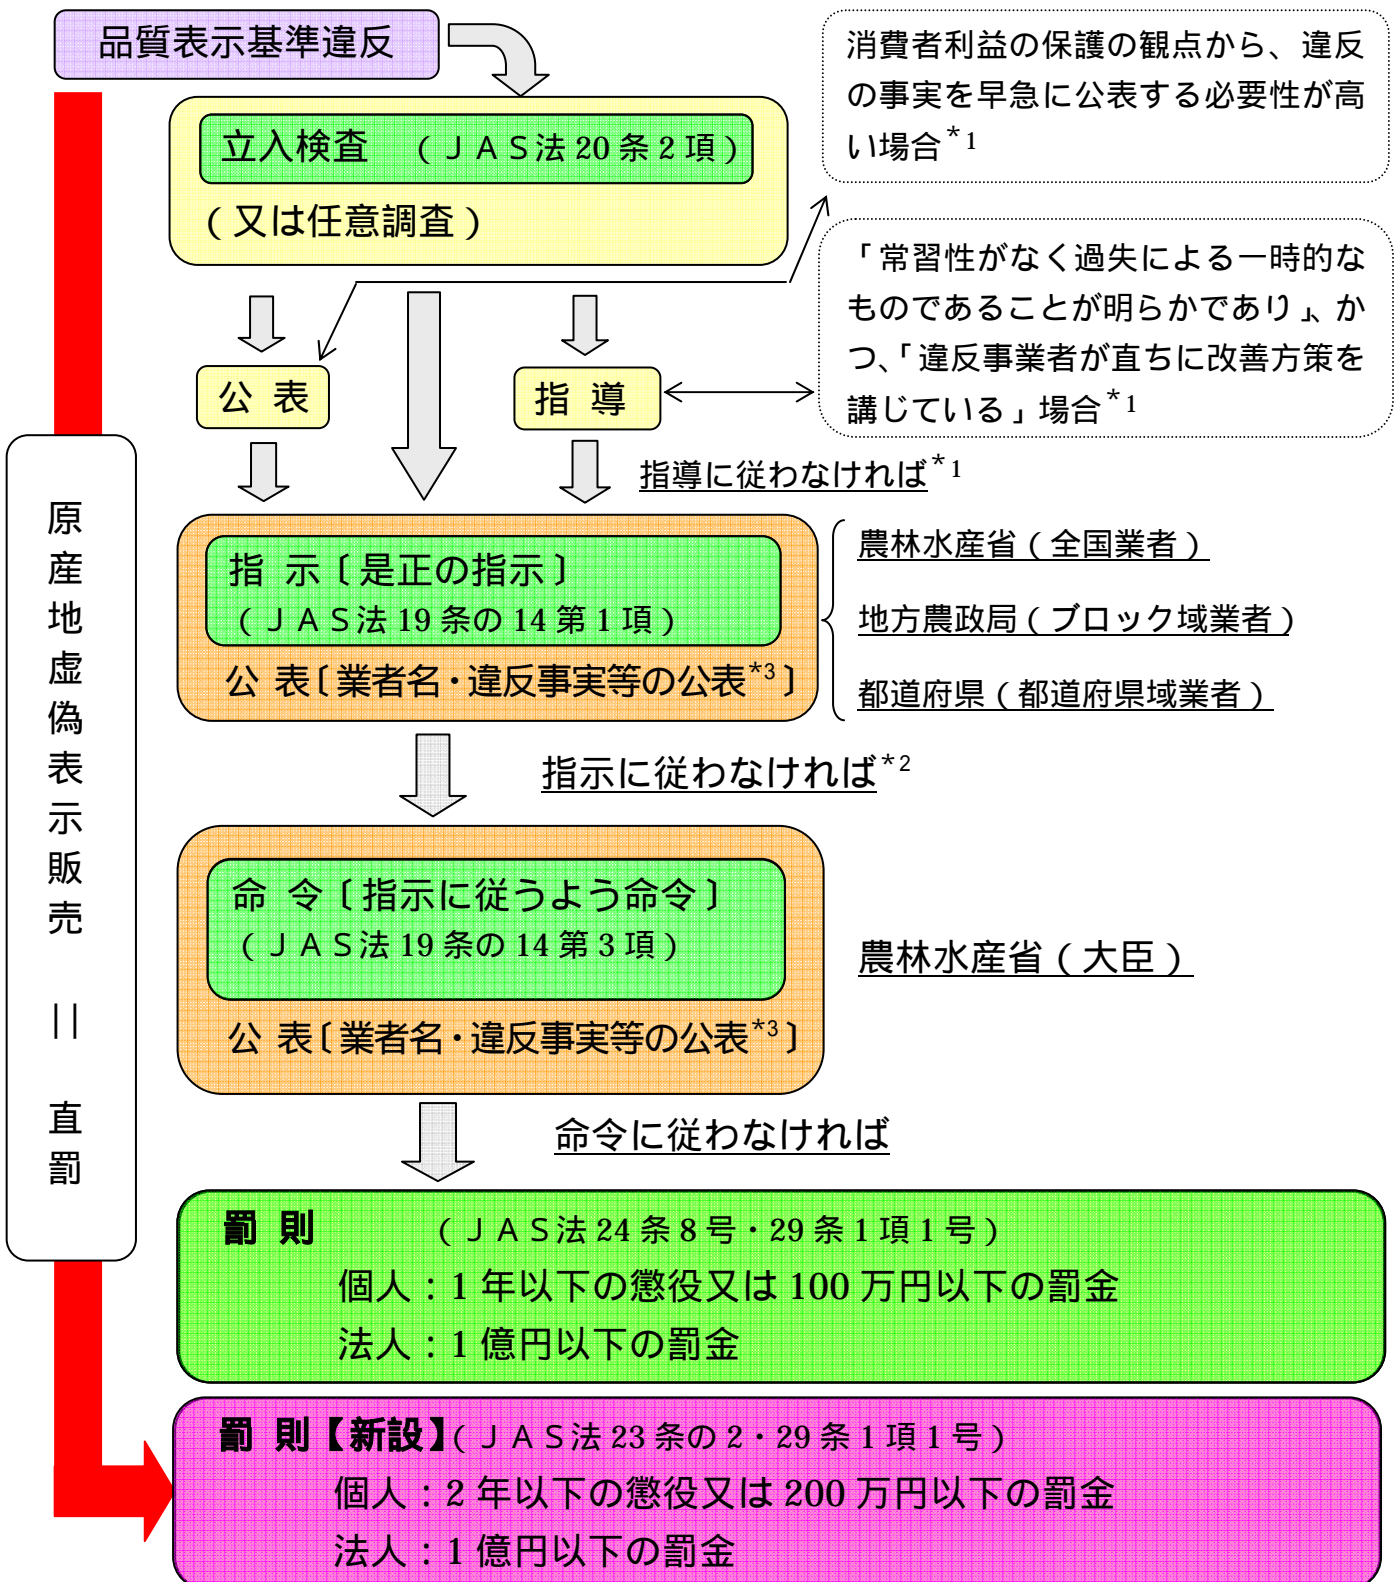 品質表示基準違反
消費者利益の保護の観点から、違反
の事実を早急に公表する必要性が高
い場合*1
立入検査 (JAS法20条2項)
(又は任意調査)
「常習性がなく過失による一時的な
ものであることが明らかであり」、か
つ、「違反事業者が直ちに改善方策を
講じている」場合*1
公 表
指 導
指導に従わなければ*1
原産地虚偽表示販売 || 直罰
指 示〔是正の指示〕
(JAS法19条の14第1項)
公 表〔業者名・違反事実等の公表*3〕
農林水産省(全国業者)
地方農政局(ブロック域業者)
都道府県(都道府県域業者)
指示に従わなければ*2
命 令〔指示に従うよう命令〕
(JAS法19条の14第3項)
公 表〔業者名・違反事実等の公表*3〕
農林水産省(大臣)
命令に従わなければ
罰 則 (JAS法24条8号・29条1項1号)
個人:1年以下の懲役又は100万円以下の罰金
法人:1億円以下の罰金
罰 則【新設】(JAS法23条の2・29条1項1号)
個人:2年以下の懲役又は200万円以下の罰金
法人:1億円以下の罰金